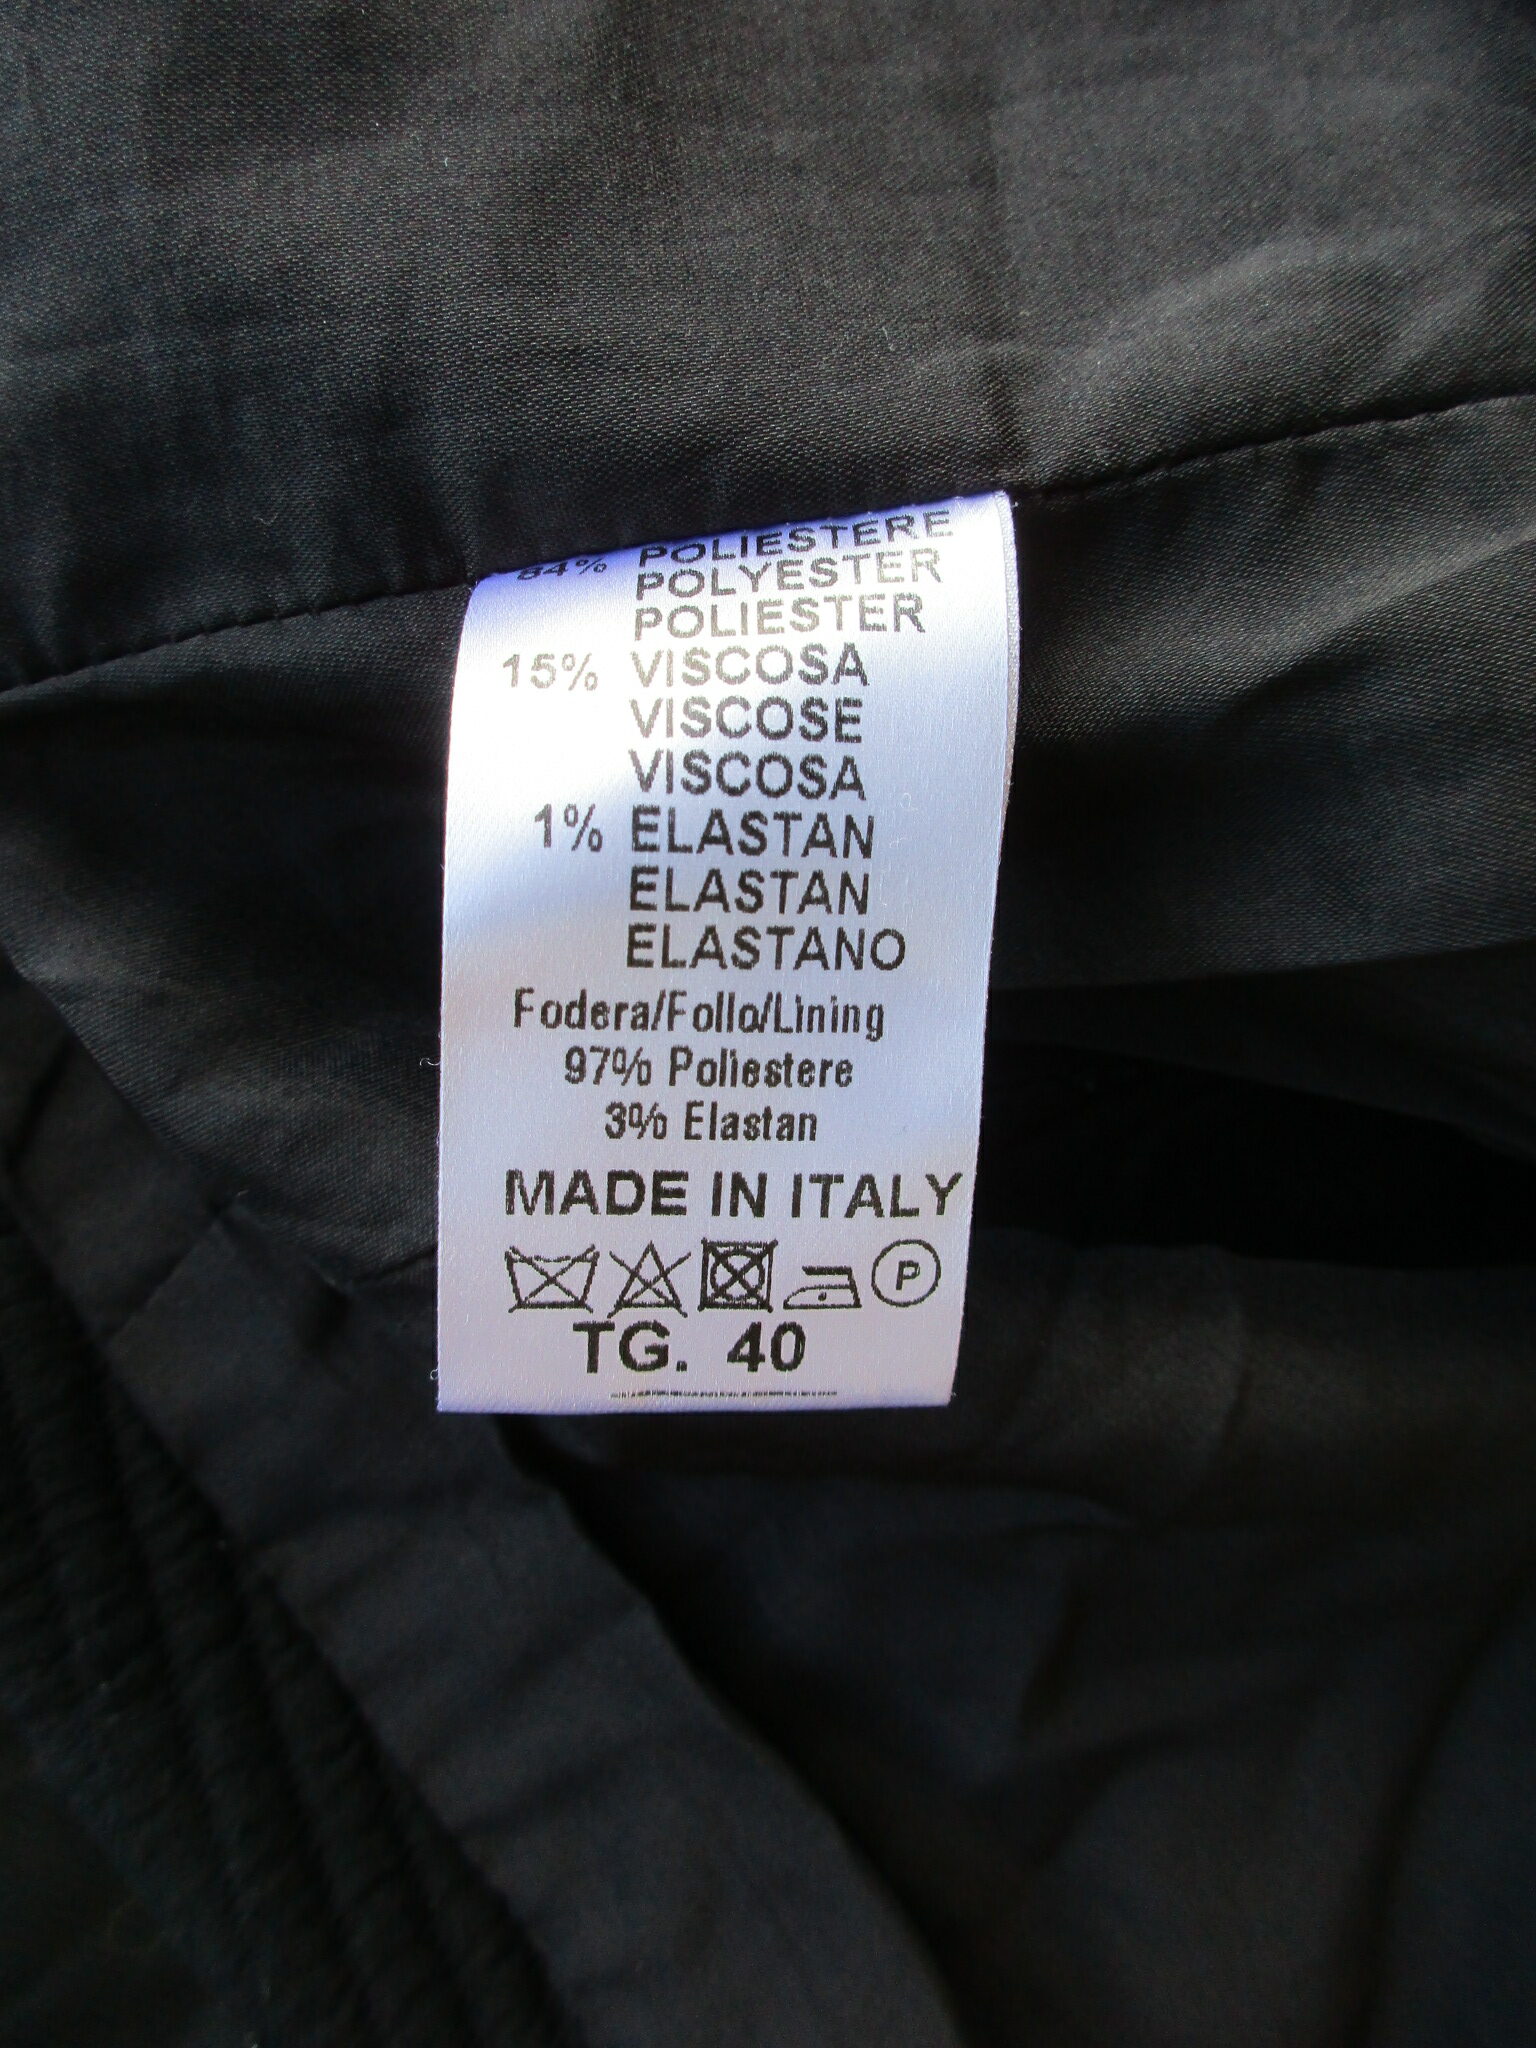 84% POLIESTERE
POLYESTER
POLIESTER
15% VISCOSA
VISCOSE
VISCOSA
1% ELASTAN
ELASTAN
ELASTANO
Fodera/Follo/Lining
97% Poliestere
3% Elastan
MADE IN ITALY
P
TG. 40